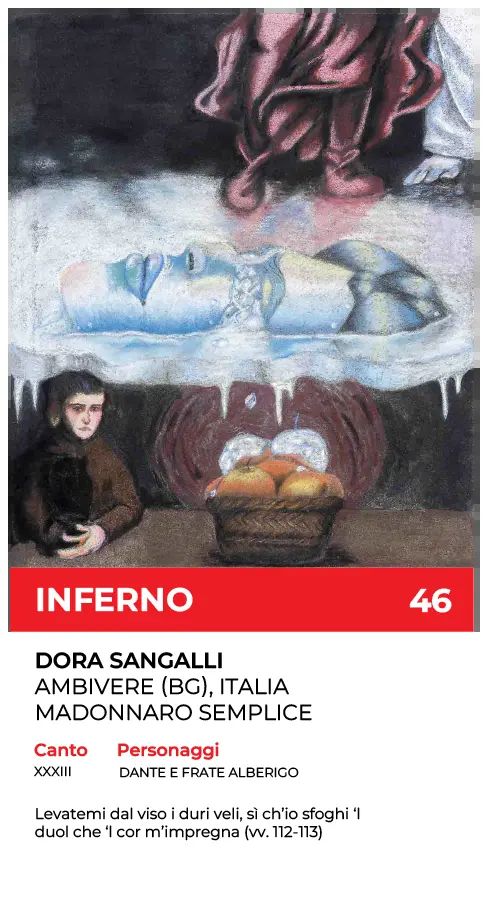 INFERNO 46
DORA SANGALLI
AMBIVERE (BG), ITALIA
MADONNARO SEMPLICE
Canto Personaggi
XXXIII DANTE E FRATE ALBERIGO
Levatemi dal viso i duri veli, sì ch’io sfoghi ‘l
duol che ‘l cor m’impregna (vv. 112-113)